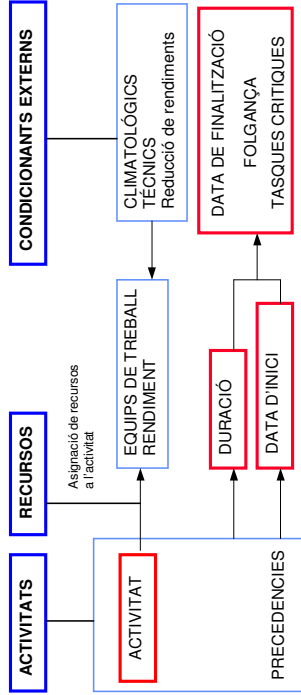 ACTIVITATS
RECURSOS
CONDICIONANTS EXTERNS
Asignació de recursos
a l'activitat
ACTIVITAT
EQUIPS DE TREBALL
RENDIMENT
CLIMATOLÓGICS
TÉCNICS
Reducció de rendiments
PRECEDENCIES
DURACIÓ
DATA D'INICI
DATA DE FINALITZACIÓ
FOLGANÇA
TASQUES CRITIQUES